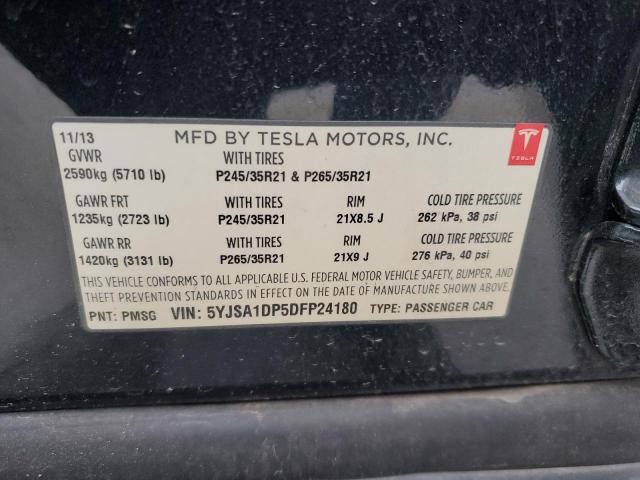 11/13 MFD BY TESLA MOTORS, INC.
GVWR WITH TIRES
2590kg (5710 lb) P245/35R21 & P265/35R21
GAWR FRT WITH TIRES RIM COLD TIRE PRESSURE
1235kg (2723 lb) P245/35R21 21X8.5 J 262 kPa, 38 psi
GAWR RR WITH TIRES RIM COLD TIRE PRESSURE
1420kg (3131 lb) P265/35R21 21X9 J 276 kPa, 40 psi
THIS VEHICLE CONFORMS TO ALL APPLICABLE U.S. FEDERAL MOTOR VEHICLE SAFETY, BUMPER, AND
THEFT PREVENTION STANDARDS IN EFFECT ON THE DATE OF MANUFACTURE SHOWN ABOVE.
PNT: PMSG VIN: 5YJSA1DP5DFP24180 TYPE: PASSENGER CAR
TESLA